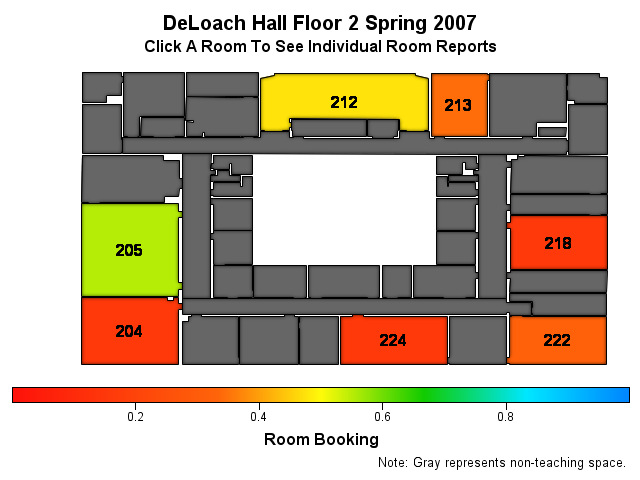 DeLoach Hall Floor 2 Spring 2007
Click A Room To See Individual Room Reports
212
213
205
218
204
224
222
0.2 0.4 0.6 0.8
Room Booking
Note: Gray represents non-teaching space.